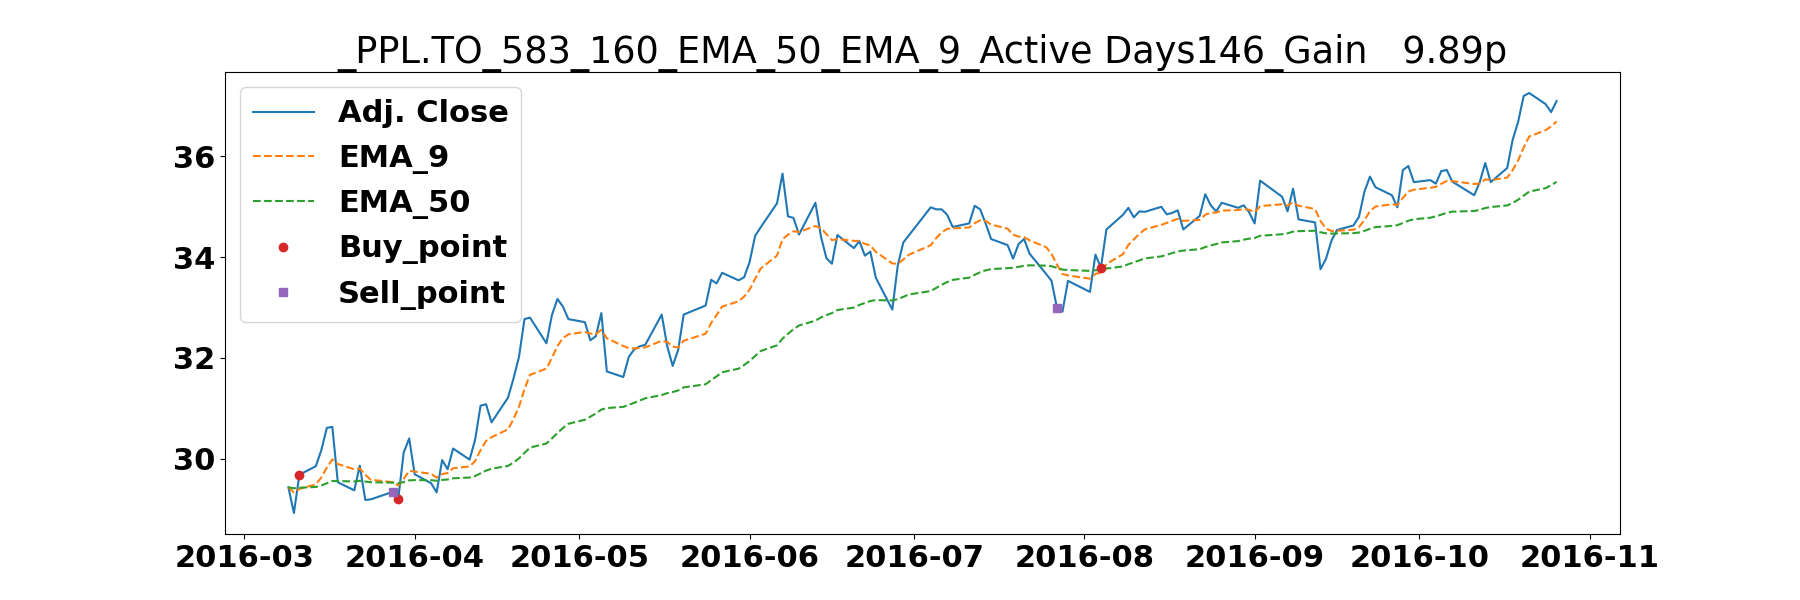 _PPL.TO_583_160_EMA_50_EMA_9_Active Days146_Gain   9.89p
Adj. Close
EMA_9
EMA_50
Buy_point
Sell_point
36
34
32
30
2016-03 2016-04 2016-05 2016-06 2016-07 2016-08 2016-09 2016-10 2016-11